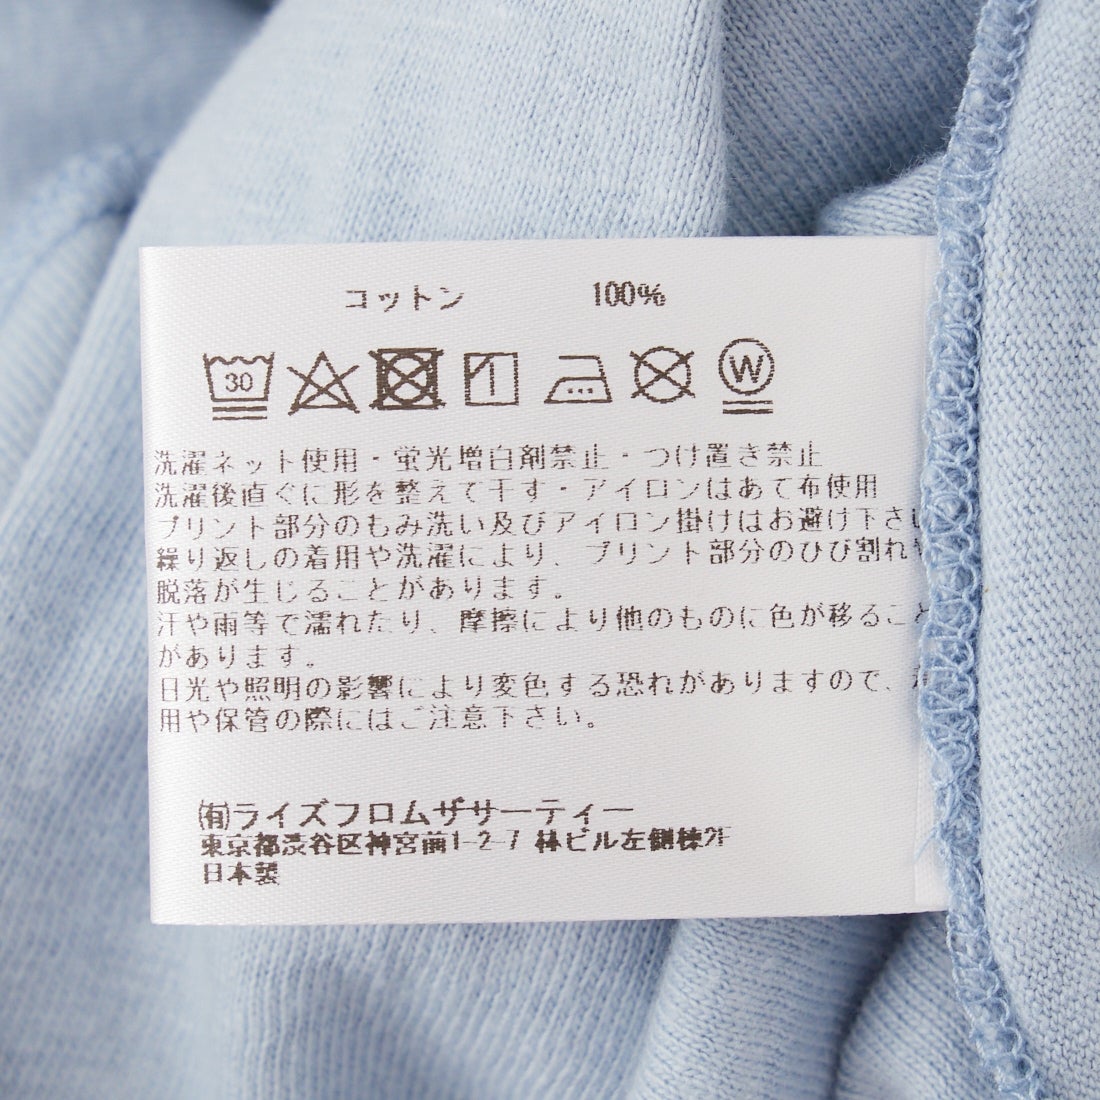 コットン 100%
30 W
洗濯ネット使用・蛍光増白剤禁止・つけ置き禁止
洗濯後直ぐに形を整えて干す・アイロンはあて布使用
プリント部分のもみ洗い及びアイロン掛けはお避け下さい
繰り返しの着用や洗濯により、プリント部分のひび割れや
脱落が生じることがあります。
汗や雨等で濡れたり、摩擦により他のものに色が移ること
があります。
日光や照明の影響により変色する恐れがありますので、
用や保管の際にはご注意下さい。
㈲ライズフロムザサーティー
東京都渋谷区神宮前1-2-7 林ビル左側棟2F
日本製